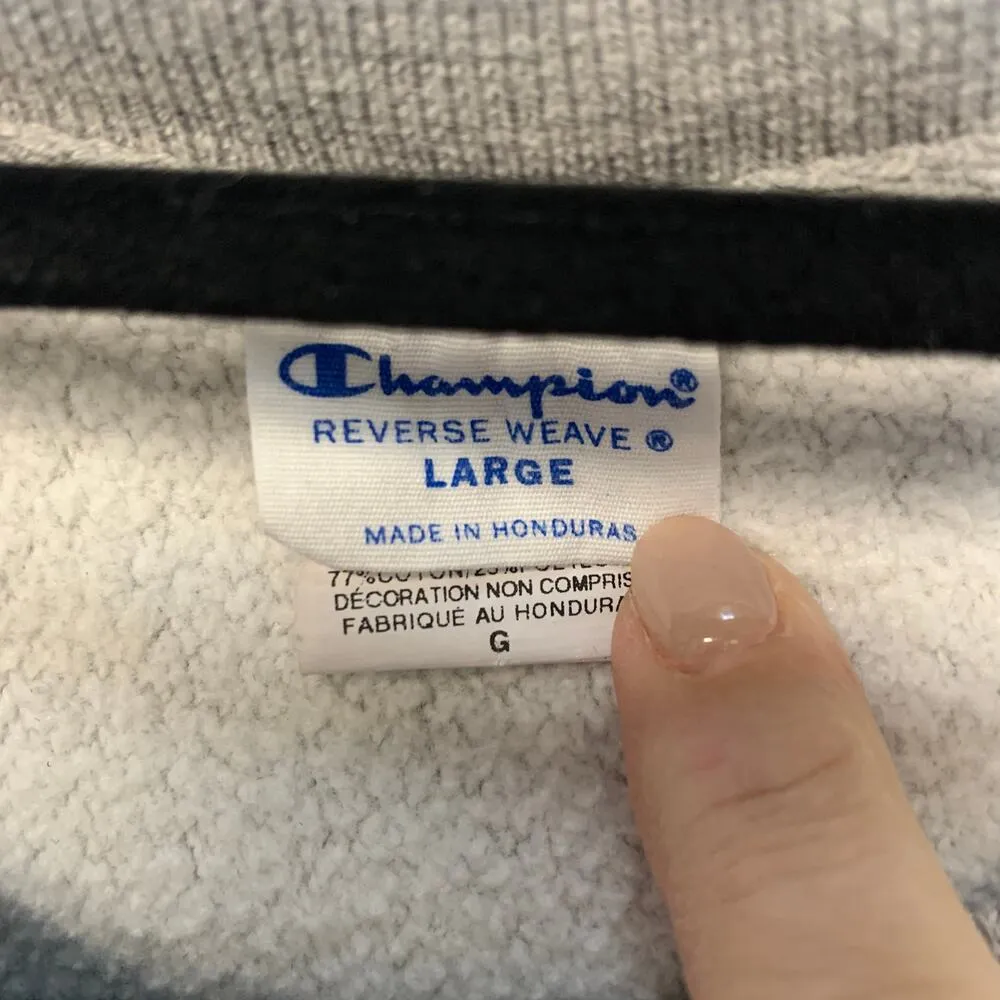 Champion®
REVERSE WEAVE ®
LARGE
MADE IN HONDURAS
DÉCORATION NON COMPRIS
FABRIQUÉ AU HONDURA
G